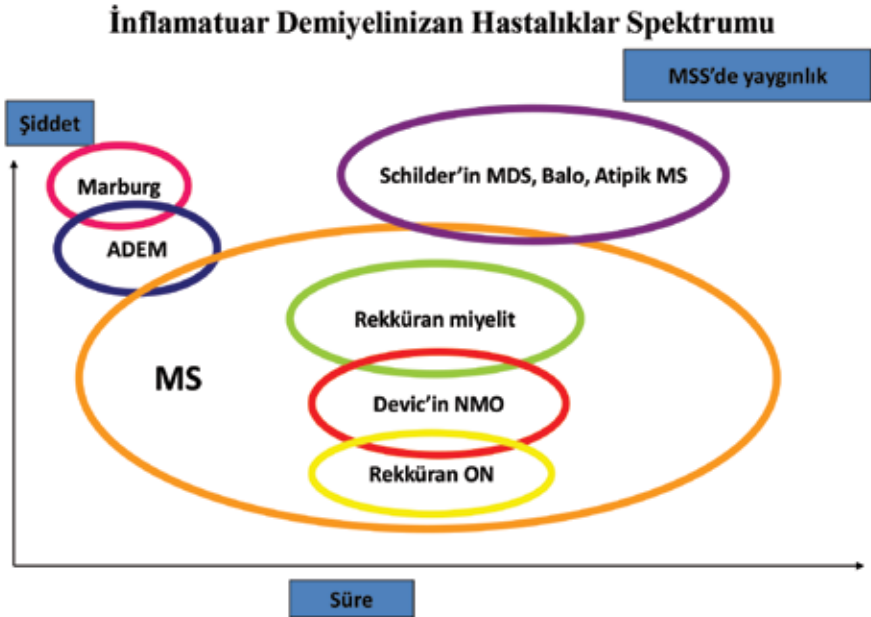 İnflamatuar Demiyelinizan Hastalıklar Spektrumu
MSS'de yaygınlık
Şiddet
Marburg
Schilder'in MDS, Balo, Atipik MS
ADEM
Rekküran miyelit
MS
Devic'in NMO
Rekküran ON
Süre